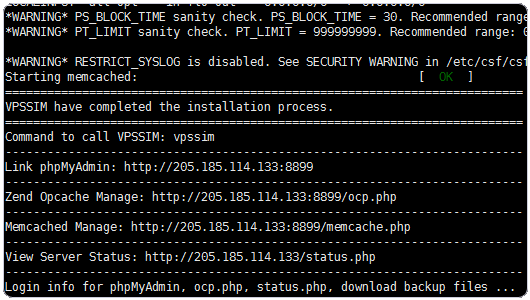 *WARNING* PS_BLOCK_TIME sanity check. PS_BLOCK_TIME = 30. Recommended range
*WARNING* PT_LIMIT sanity check. PT_LIMIT = 999999999. Recommended range: 0
*WARNING* RESTRICT_SYSLOG is disabled. See SECURITY WARNING in /etc/csf/csf
Starting memcached: [ OK ]
==========================================================================
VPSSIM have completed the installation process.
==========================================================================
Command to call VPSSIM: vpssim
--------------------------------------------------------------------------
Link phpMyAdmin: http://205.185.114.133:8899
--------------------------------------------------------------------------
Zend Opcache Manage: http://205.185.114.133:8899/ocp.php
--------------------------------------------------------------------------
Memcached Manage: http://205.185.114.133:8899/memcache.php
--------------------------------------------------------------------------
View Server Status: http://205.185.114.133/status.php
--------------------------------------------------------------------------
Login info for phpMyAdmin, ocp.php, status.php, download backup files ...